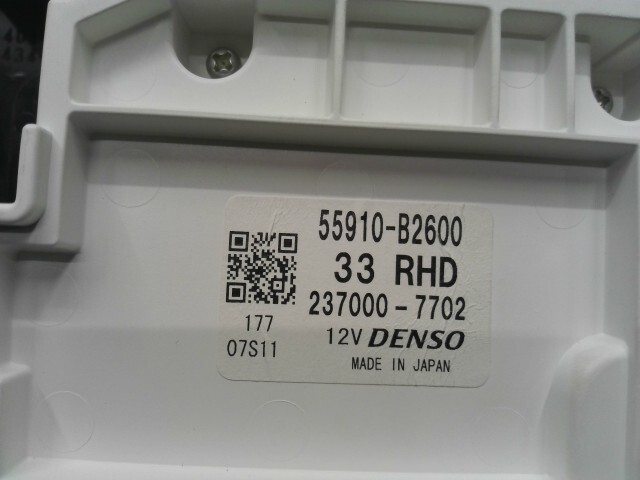 55910-B2600
33 RHD
237000-7702
177
12V DENSO
07S11
MADE IN JAPAN